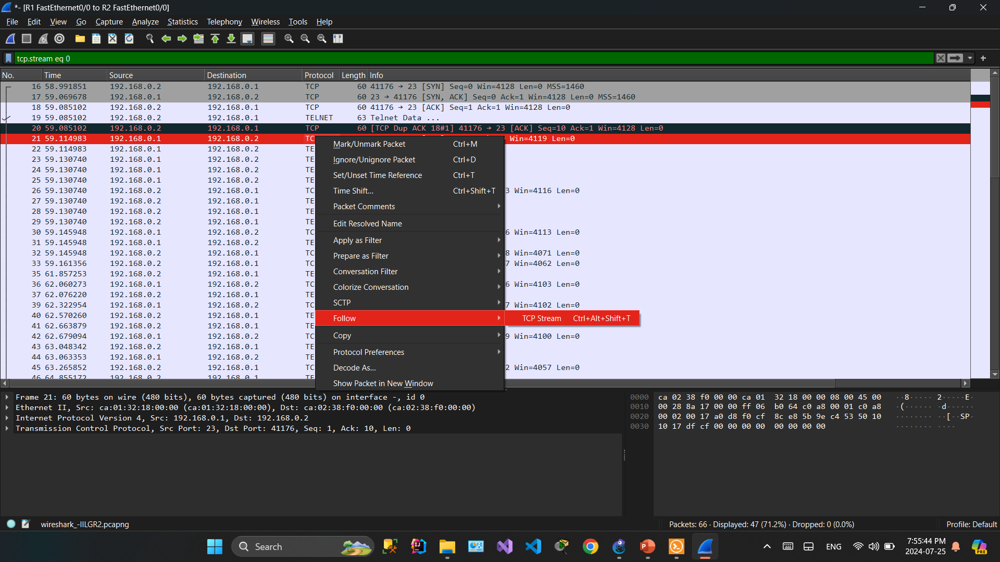 *- [R1 FastEthernet0/0 to R2 FastEthernet0/0]
File Edit View Go Capture Analyze Statistics Telephony Wireless Tools Help
tcp.stream eq 0
No. Time Source Destination Protocol Length Info
16 58.991851 192.168.0.2 192.168.0.1 TCP 60 41176 → 23 [SYN] Seq=0 Win=4128 Len=0 MSS=1460
17 59.069678 192.168.0.1 192.168.0.2 TCP 60 23 → 41176 [SYN, ACK] Seq=0 Ack=1 Win=4128 Len=0 MSS=1460
18 59.085102 192.168.0.2 192.168.0.1 TCP 60 41176 → 23 [ACK] Seq=1 Ack=1 Win=4128 Len=0
19 59.085102 192.168.0.2 192.168.0.1 TELNET 63 Telnet Data ...
20 59.085102 192.168.0.2 192.168.0.1 TCP 60 [TCP Dup ACK 18#1] 41176 → 23 [ACK] Seq=10 Ack=1 Win=4128 Len=0
21 59.114983 192.168.0.1 192.168.0.2 TC Win=4119 Len=0
22 59.114983 192.168.0.1 192.168.0.2 TE
23 59.130740 192.168.0.1 192.168.0.2 TE
24 59.130740 192.168.0.1 192.168.0.2 TE
25 59.130740 192.168.0.1 192.168.0.2 TE
26 59.130740 192.168.0.2 192.168.0.1 TC 3 Win=4116 Len=0
27 59.130740 192.168.0.2 192.168.0.1 TE
28 59.130740 192.168.0.2 192.168.0.1 TE
29 59.130740 192.168.0.2 192.168.0.1 TE
30 59.145948 192.168.0.1 192.168.0.2 TC 6 Win=4113 Len=0
31 59.145948 192.168.0.1 192.168.0.2 TE
32 59.145948 192.168.0.2 192.168.0.1 TC 8 Win=4071 Len=0
33 59.161356 192.168.0.2 192.168.0.1 TC 7 Win=4062 Len=0
35 61.857253 192.168.0.2 192.168.0.1 TE
36 62.060273 192.168.0.1 192.168.0.2 TC 6 Win=4103 Len=0
37 62.076220 192.168.0.2 192.168.0.1 TE
39 62.322954 192.168.0.1 192.168.0.2 TC 7 Win=4102 Len=0
40 62.570260 192.168.0.2 192.168.0.1 TE
41 62.663879 192.168.0.2 192.168.0.1 TE
42 62.679094 192.168.0.1 192.168.0.2 TC 9 Win=4100 Len=0
43 63.048342 192.168.0.2 192.168.0.1 TE
44 63.063353 192.168.0.1 192.168.0.2 TE
45 63.265852 192.168.0.2 192.168.0.1 TC 2 Win=4057 Len=0
46 64.855172 192.168.0.2 192.168.0.1 TE
Mark/Unmark Packet Ctrl+M
Ignore/Unignore Packet Ctrl+D
Set/Unset Time Reference Ctrl+T
Time Shift... Ctrl+Shift+T
Packet Comments
Edit Resolved Name
Apply as Filter
Prepare as Filter
Conversation Filter
Colorize Conversation
SCTP
Follow
TCP Stream Ctrl+Alt+Shift+T
Copy
Protocol Preferences
Decode As...
Show Packet in New Window
Frame 21: 60 bytes on wire (480 bits), 60 bytes captured (480 bits) on interface -, id 0
Ethernet II, Src: ca:01:32:18:00:00 (ca:01:32:18:00:00), Dst: ca:02:38:f0:00:00 (ca:02:38:f0:00:00)
Internet Protocol Version 4, Src: 192.168.0.1, Dst: 192.168.0.2
Transmission Control Protocol, Src Port: 23, Dst Port: 41176, Seq: 1, Ack: 10, Len: 0
0000 ca 02 38 f0 00 00 ca 01 32 18 00 00 08 00 45 00 ··8····· 2·····E·
0010 00 28 8a 17 00 00 ff 06 b0 64 c0 a8 00 01 c0 a8 ·(······ ·d······
0020 00 02 00 17 a0 d8 f0 cf 8c e8 5b 9e c4 53 50 10 ········ ··[··SP·
0030 10 17 df cf 00 00 00 00 00 00 00 00 ········ ····
wireshark_-IILGR2.pcapng
Packets: 66 · Displayed: 47 (71.2%) · Dropped: 0 (0.0%)
Profile: Default
Search
ENG
7:55:44 PM
2024-07-25
PRE